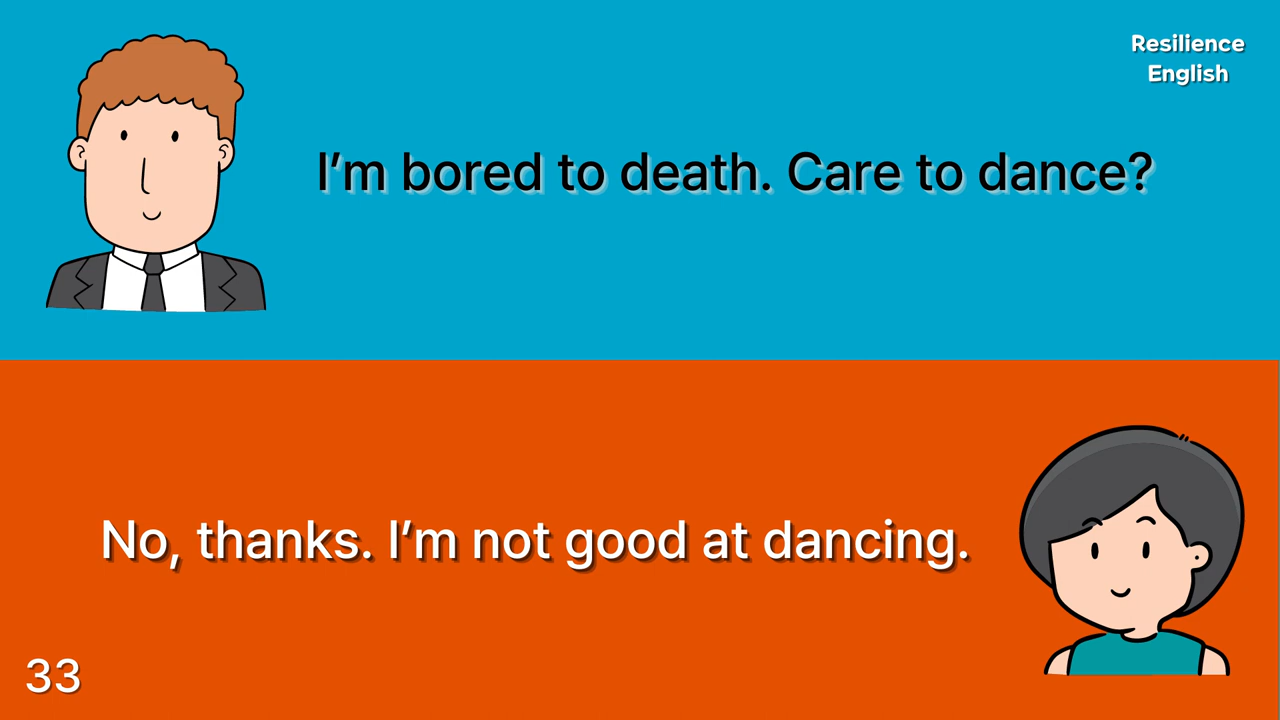 Resilience
English
I’m bored to death. Care to dance?
No, thanks. I’m not good at dancing.
33